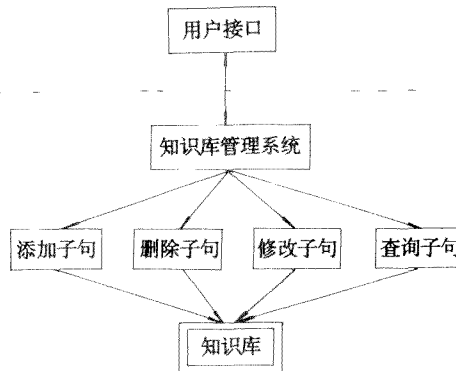 用户接口
知识库管理系统
添加子句
删除子句
修改子句
查询子句
知识库